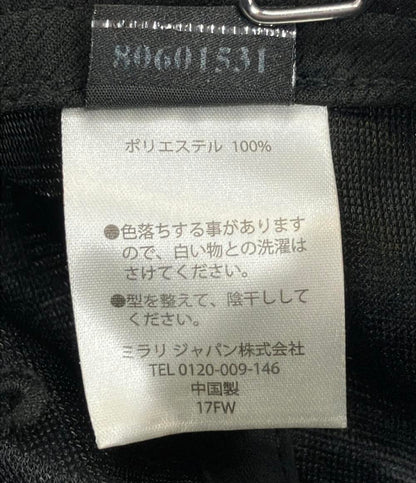 80601531
ポリエステル 100%
●色落ちする事があります
ので、白い物との洗濯は
さけてください。
●型を整えて、陰干しして
ください。
ミラリ ジャパン株式会社
TEL 0120-009-146
中国製
17FW